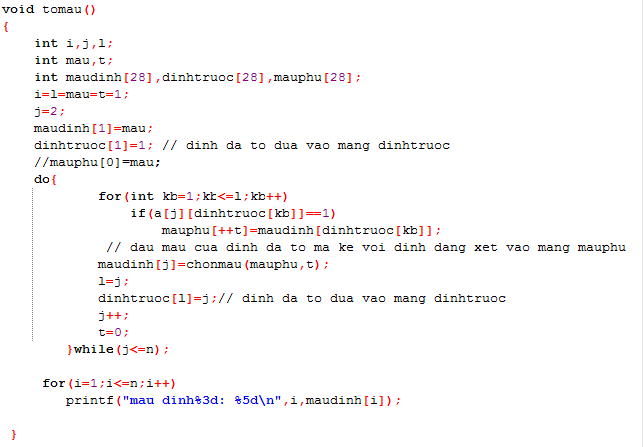 void tomau()
{
int i,j,l;
int mau,t;
int maudinh[28],dinhtruoc[28],mauphu[28];
i=l=mau=t=1;
j=2;
maudinh[1]=mau;
dinhtruoc[1]=1; // dinh da to dua vao mang dinhtruoc
//mauphu[0]=mau;
do{
for(int kb=1;kb<=l;kb++)
if(a[j][dinhtruoc[kb]]==1)
mauphu[++t]=maudinh[dinhtruoc[kb]];
// dau mau cua dinh da to ma ke voi dinh dang xet vao mang mauphu
maudinh[j]=chonmau(mauphu,t);
l=j;
dinhtruoc[l]=j;// dinh da to dua vao mang dinhtruoc
j++;
t=0;
}while(j<=n);
for(i=1;i<=n;i++)
printf("mau dinh%3d: %5d\n",i,maudinh[i]);
}